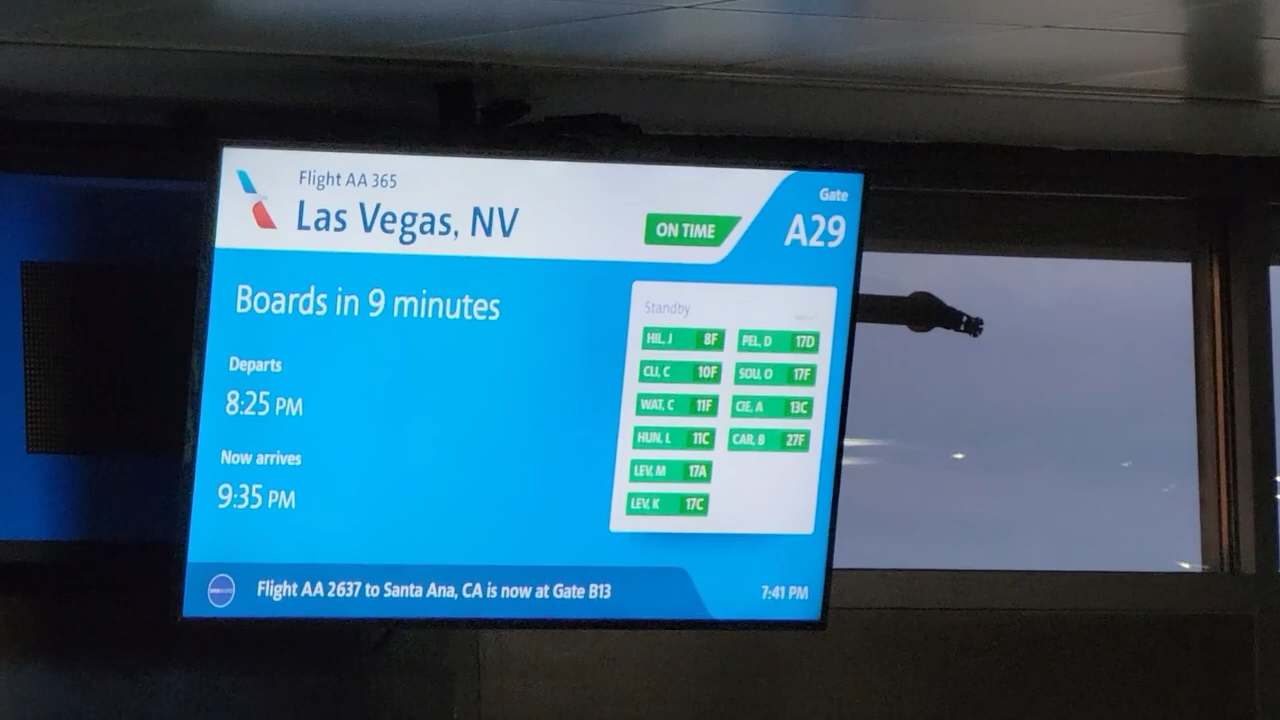 Flight AA 365
Las Vegas, NV
ON TIME
Gate
A29
Boards in 9 minutes
Departs
8:25 PM
Now arrives
9:35 PM
Standby
HIL, J 8F
CLI, C 10F
WAT, C 11F
HUN, L 11C
LEV, M 17A
LEV, K 17C
PEL, D 17D
SOU, O 17F
CIE, A 13C
CAR, B 27F
Flight AA 2637 to Santa Ana, CA is now at Gate B13
7:41 PM